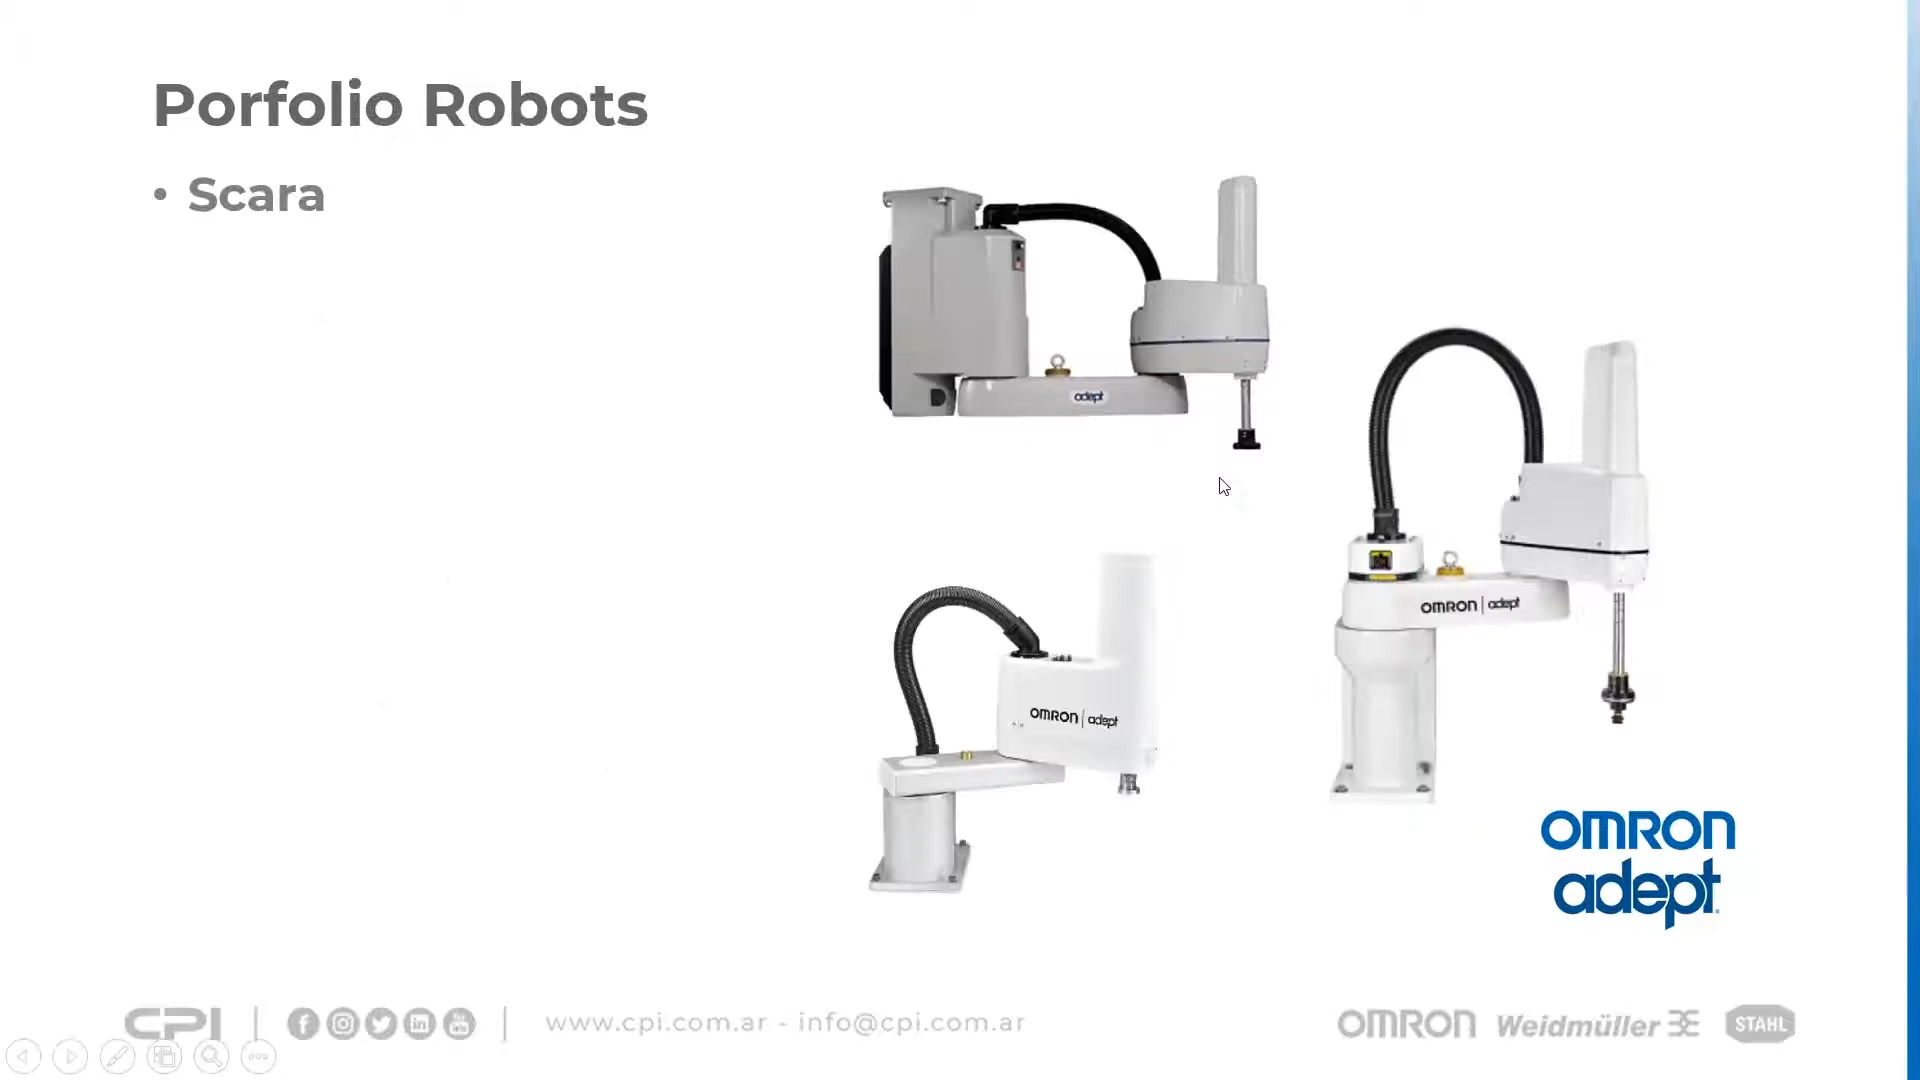 Porfolio Robots
• Scara
adept
OMRON | adept
OMRON | adept
OMRON
adept
CPI | | www.cpi.com.ar - info@cpi.com.ar
OMRON Weidmüller STAHL